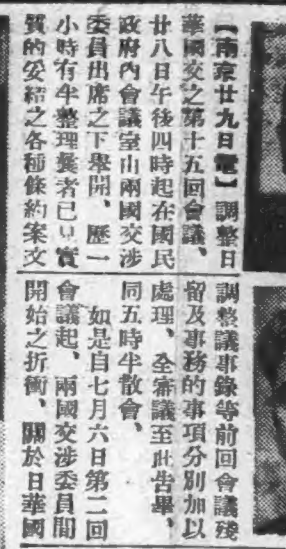 【南京廿九日電】調整日
華國交之第十五回會議、
廿八日午後四時起在國民
政府內會議室由兩國交涉
委員出席之下舉開、歷一
小時有半整理襲者已以實
質的妥結之各種條約案文
調整議事錄等前回會議殘
留及事務的事項分別加以
處理、全審議至此告畢、
同五時半散會、
如是自七月六日第二回
會議起、兩國交涉委員間
開始之折衝、關於日華國